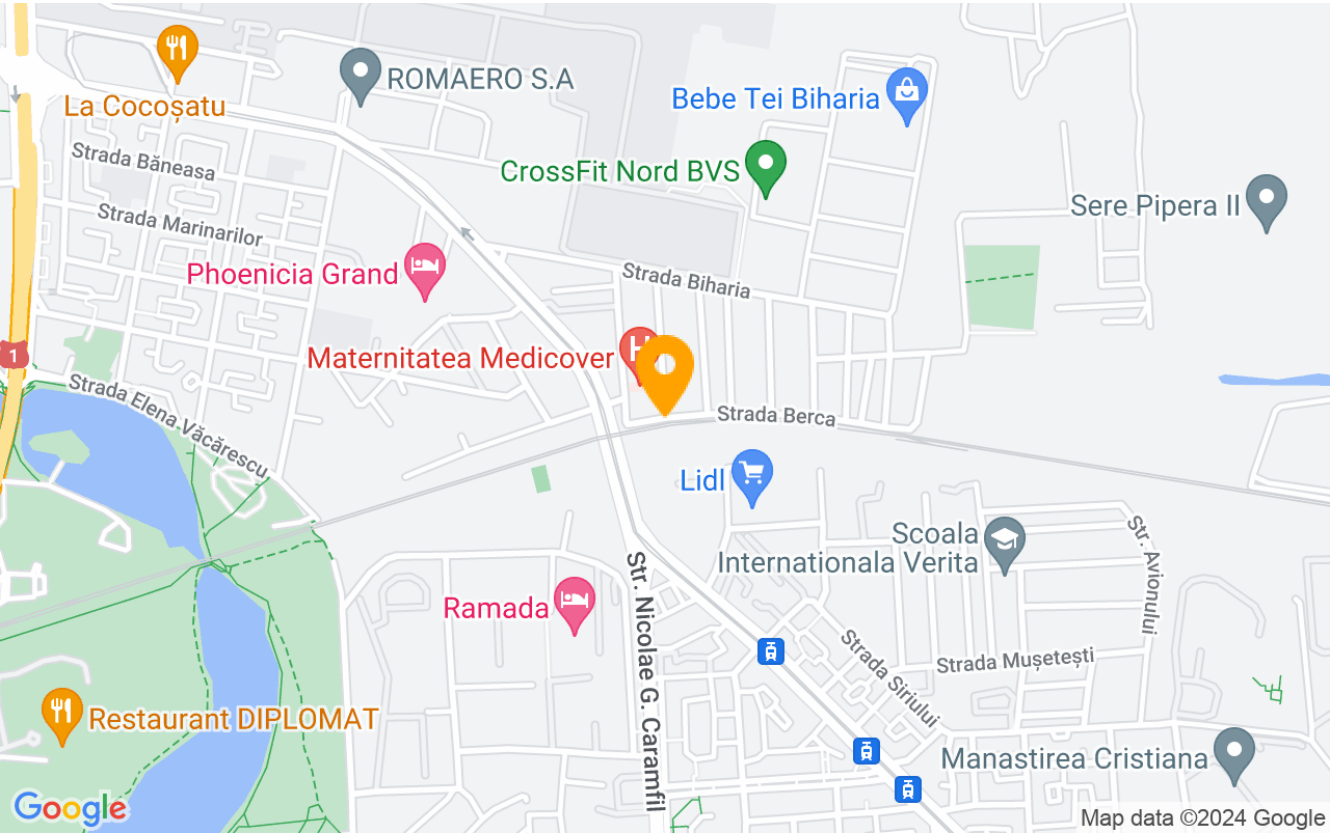 ROMAERO S.A
La Cocoșatu
Bebe Tei Biharia
Strada Băneasa
CrossFit Nord BVS
Sere Pipera II
Strada Marinarilor
Phoenicia Grand
Strada Biharia
1
Maternitatea Medicover
H
Strada Elena Văcărescu
Strada Berca
Lidl
Scoala
Internationala Verita
Str. Avionului
Str. Nicolae G. Caramfil
Ramada
Strada Siriului
Strada Mușetești
Restaurant DIPLOMAT
Manastirea Cristiana
Google
Map data ©2024 Google